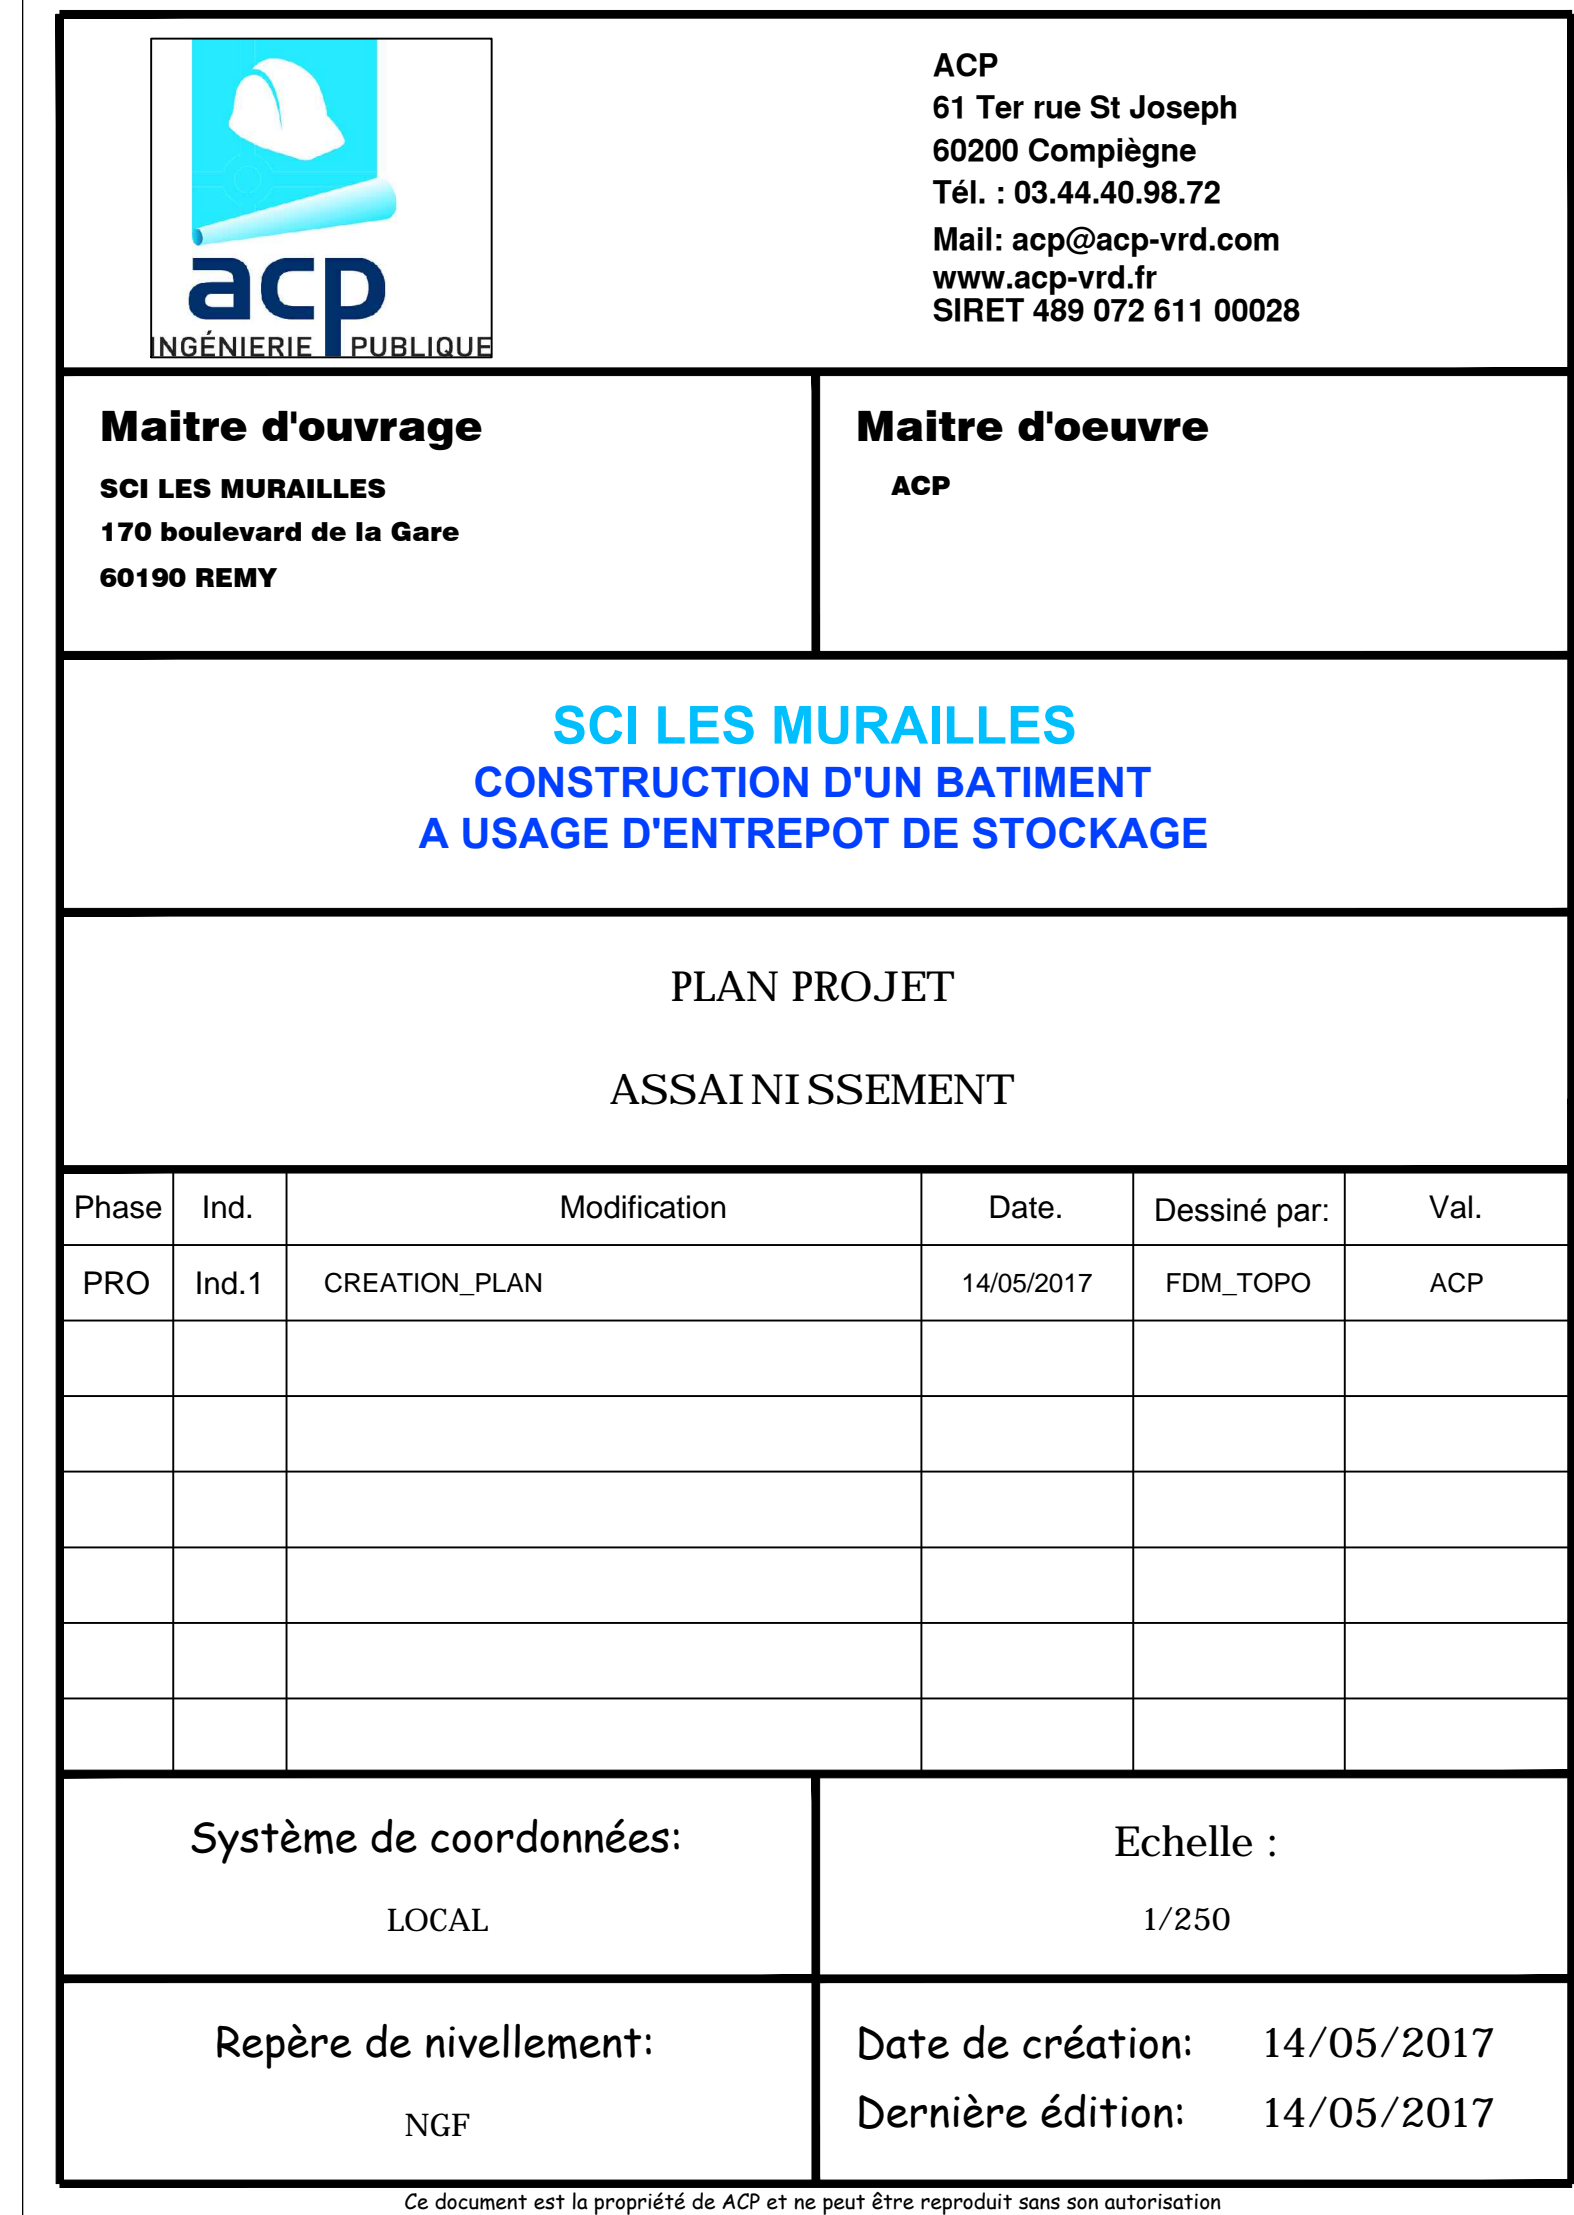 acp
INGÉNIERIE PUBLIQUE
ACP
61 Ter rue St Joseph
60200 Compiègne
Tél. : 03.44.40.98.72
Mail: acp@acp-vrd.com
www.acp-vrd.fr
SIRET 489 072 611 00028
Maitre d'ouvrage
SCI LES MURAILLES
170 boulevard de la Gare
60190 REMY
Maitre d'oeuvre
ACP
SCI LES MURAILLES
CONSTRUCTION D'UN BATIMENT
A USAGE D'ENTREPOT DE STOCKAGE
PLAN PROJET
ASSAINISSEMENT
Phase Ind. Modification Date. Dessiné par: Val.
PRO Ind.1 CREATION_PLAN 14/05/2017 FDM_TOPO ACP
Système de coordonnées:
LOCAL
Echelle :
1/250
Repère de nivellement:
NGF
Date de création: 14/05/2017
Dernière édition: 14/05/2017
Ce document est la propriété de ACP et ne peut être reproduit sans son autorisation